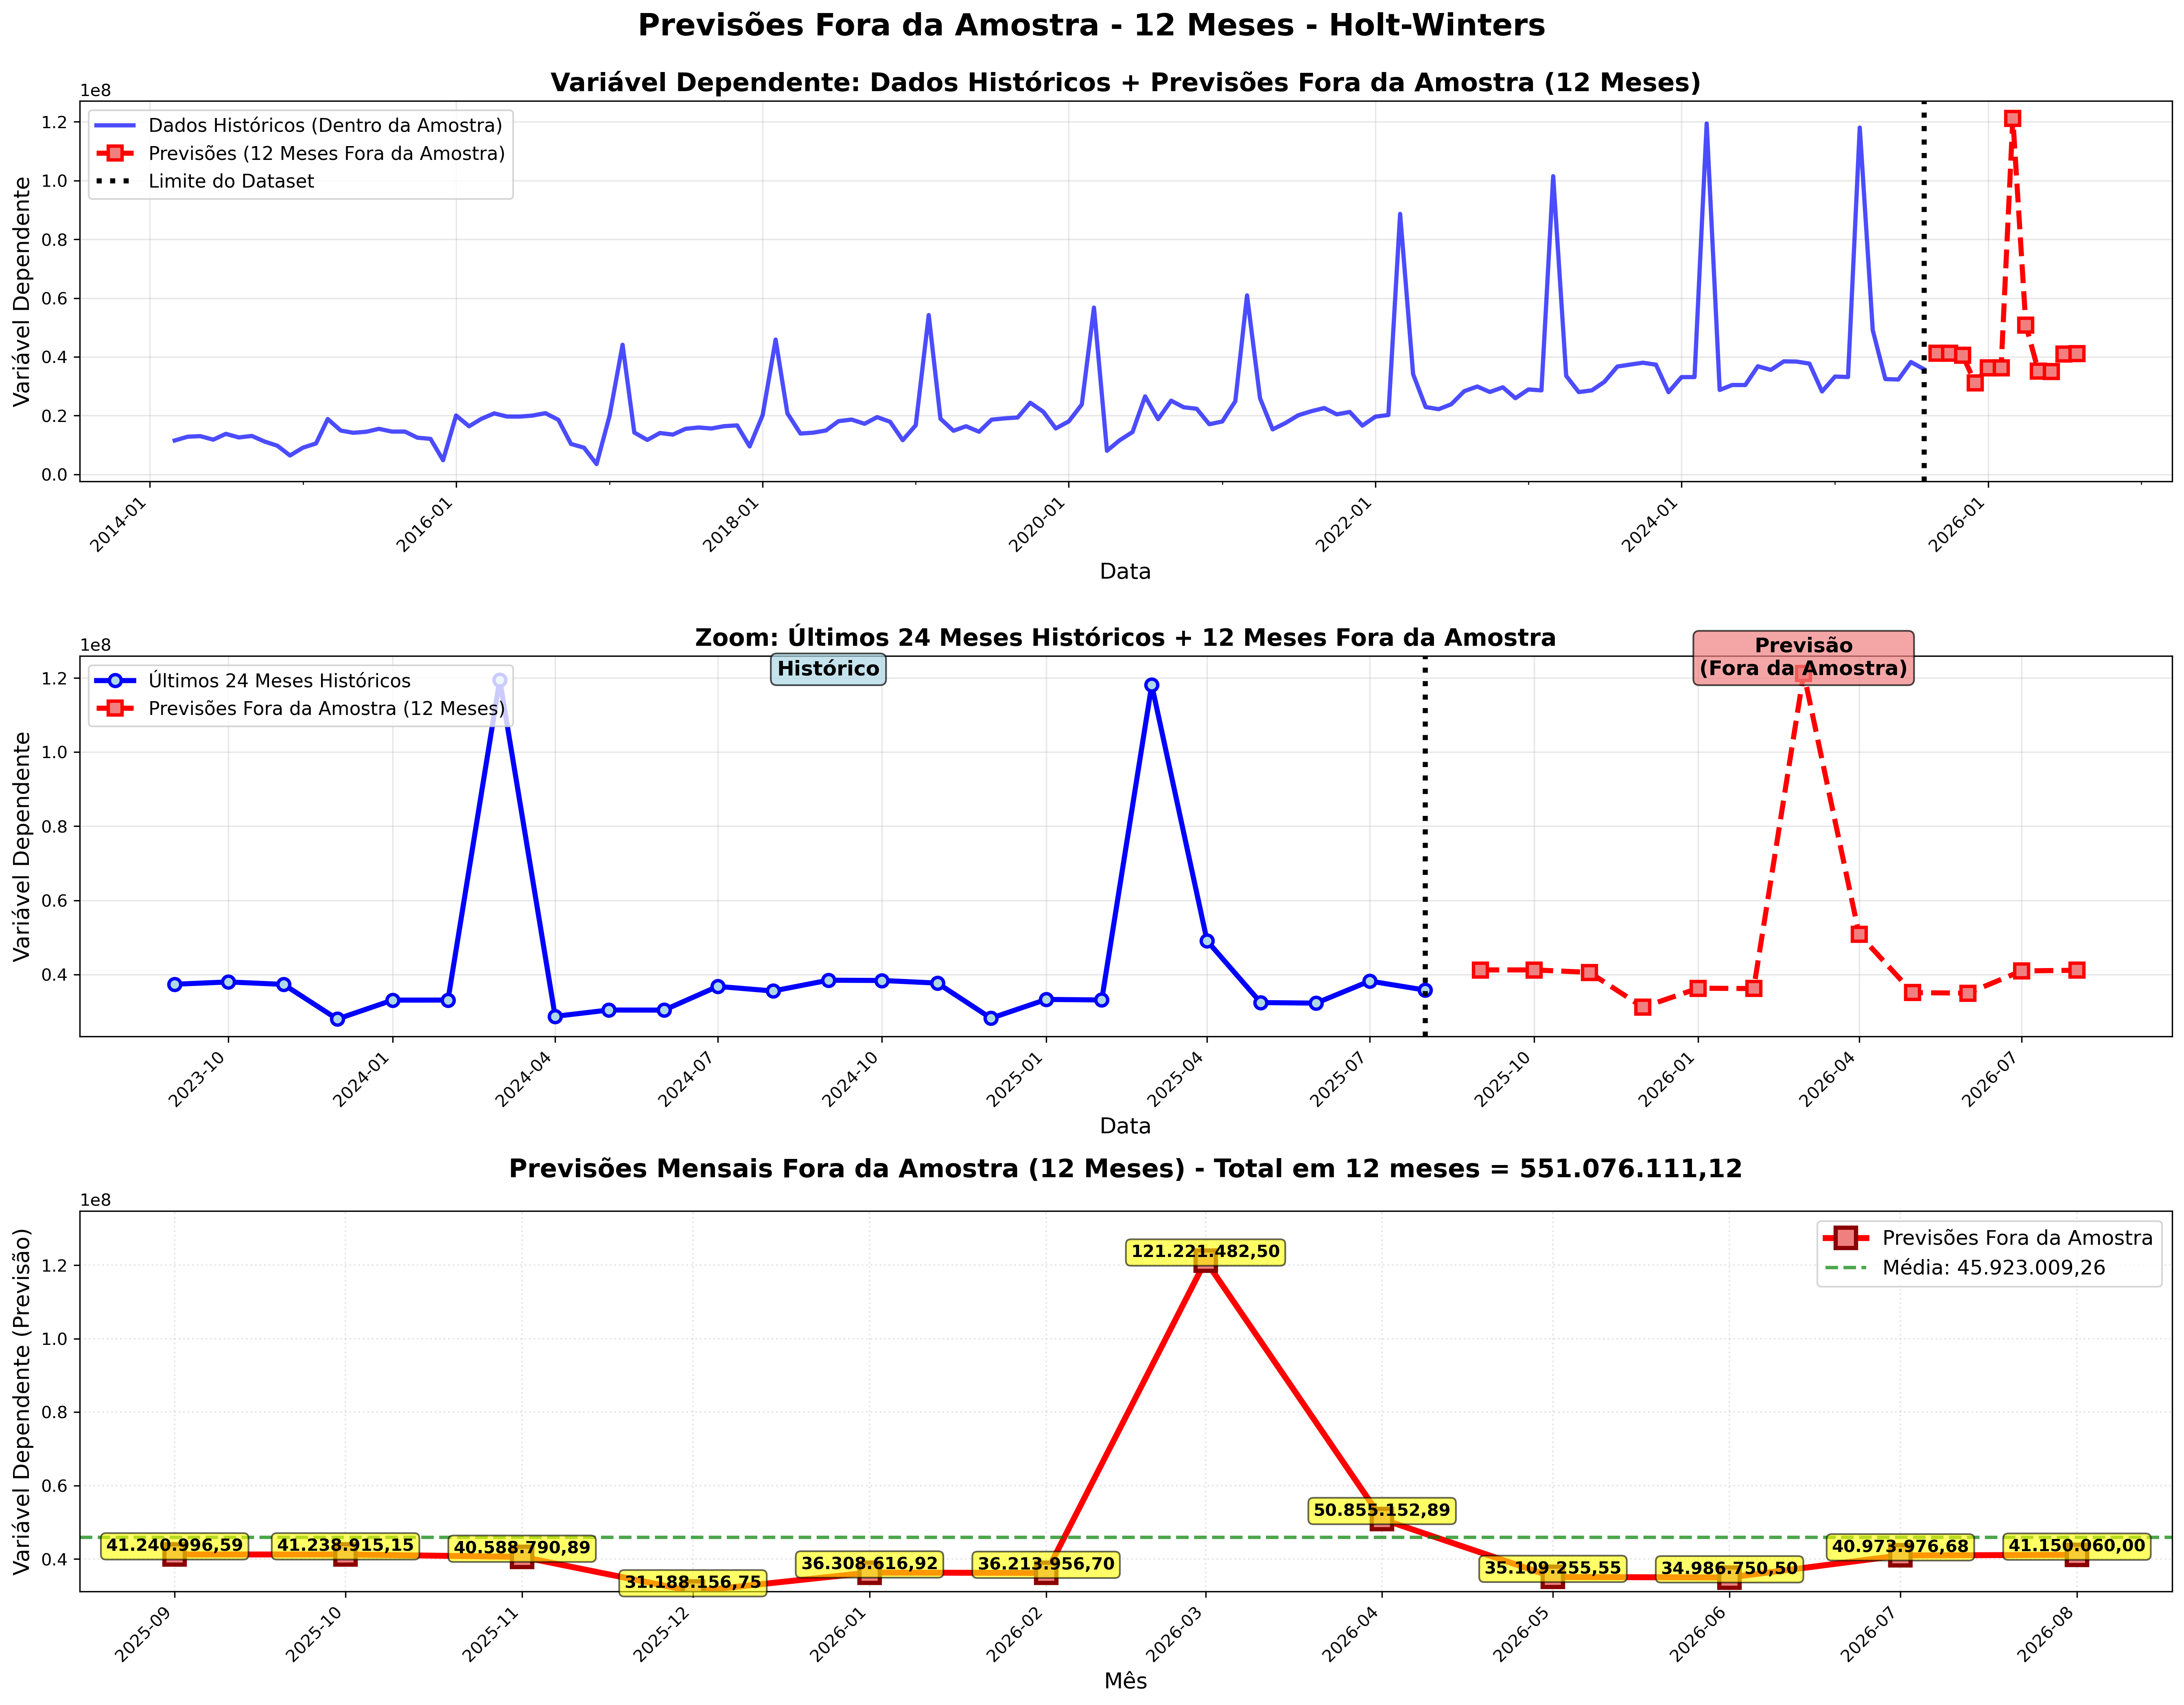 Previsões Fora da Amostra - 12 Meses - Holt-Winters
Variável Dependente: Dados Históricos + Previsões Fora da Amostra (12 Meses)
1e8
Dados Históricos (Dentro da Amostra)
Previsões (12 Meses Fora da Amostra)
Limite do Dataset
Variável Dependente
1.2
1.0
0.8
0.6
0.4
0.2
0.0
2014-01
2016-01
2018-01
2020-01
2022-01
2024-01
2026-01
Data
Zoom: Últimos 24 Meses Históricos + 12 Meses Fora da Amostra
1e8
Últimos 24 Meses Históricos
Previsões Fora da Amostra (12 Meses)
Histórico
Previsão
(Fora da Amostra)
Variável Dependente
1.2
1.0
0.8
0.6
0.4
2023-10
2024-01
2024-04
2024-07
2024-10
2025-01
2025-04
2025-07
2025-10
2026-01
2026-04
2026-07
Data
Previsões Mensais Fora da Amostra (12 Meses) - Total em 12 meses = 551.076.111,12
1e8
Previsões Fora da Amostra
Média: 45.923.009,26
Variável Dependente (Previsão)
1.2
1.0
0.8
0.6
0.4
41.240.996,59
41.238.915,15
40.588.790,89
31.188.156,75
36.308.616,92
36.213.956,70
121.221.482,50
50.855.152,89
35.109.255,55
34.986.750,50
40.973.976,68
41.150.060,00
2025-09
2025-10
2025-11
2025-12
2026-01
2026-02
2026-03
2026-04
2026-05
2026-06
2026-07
2026-08
Mês